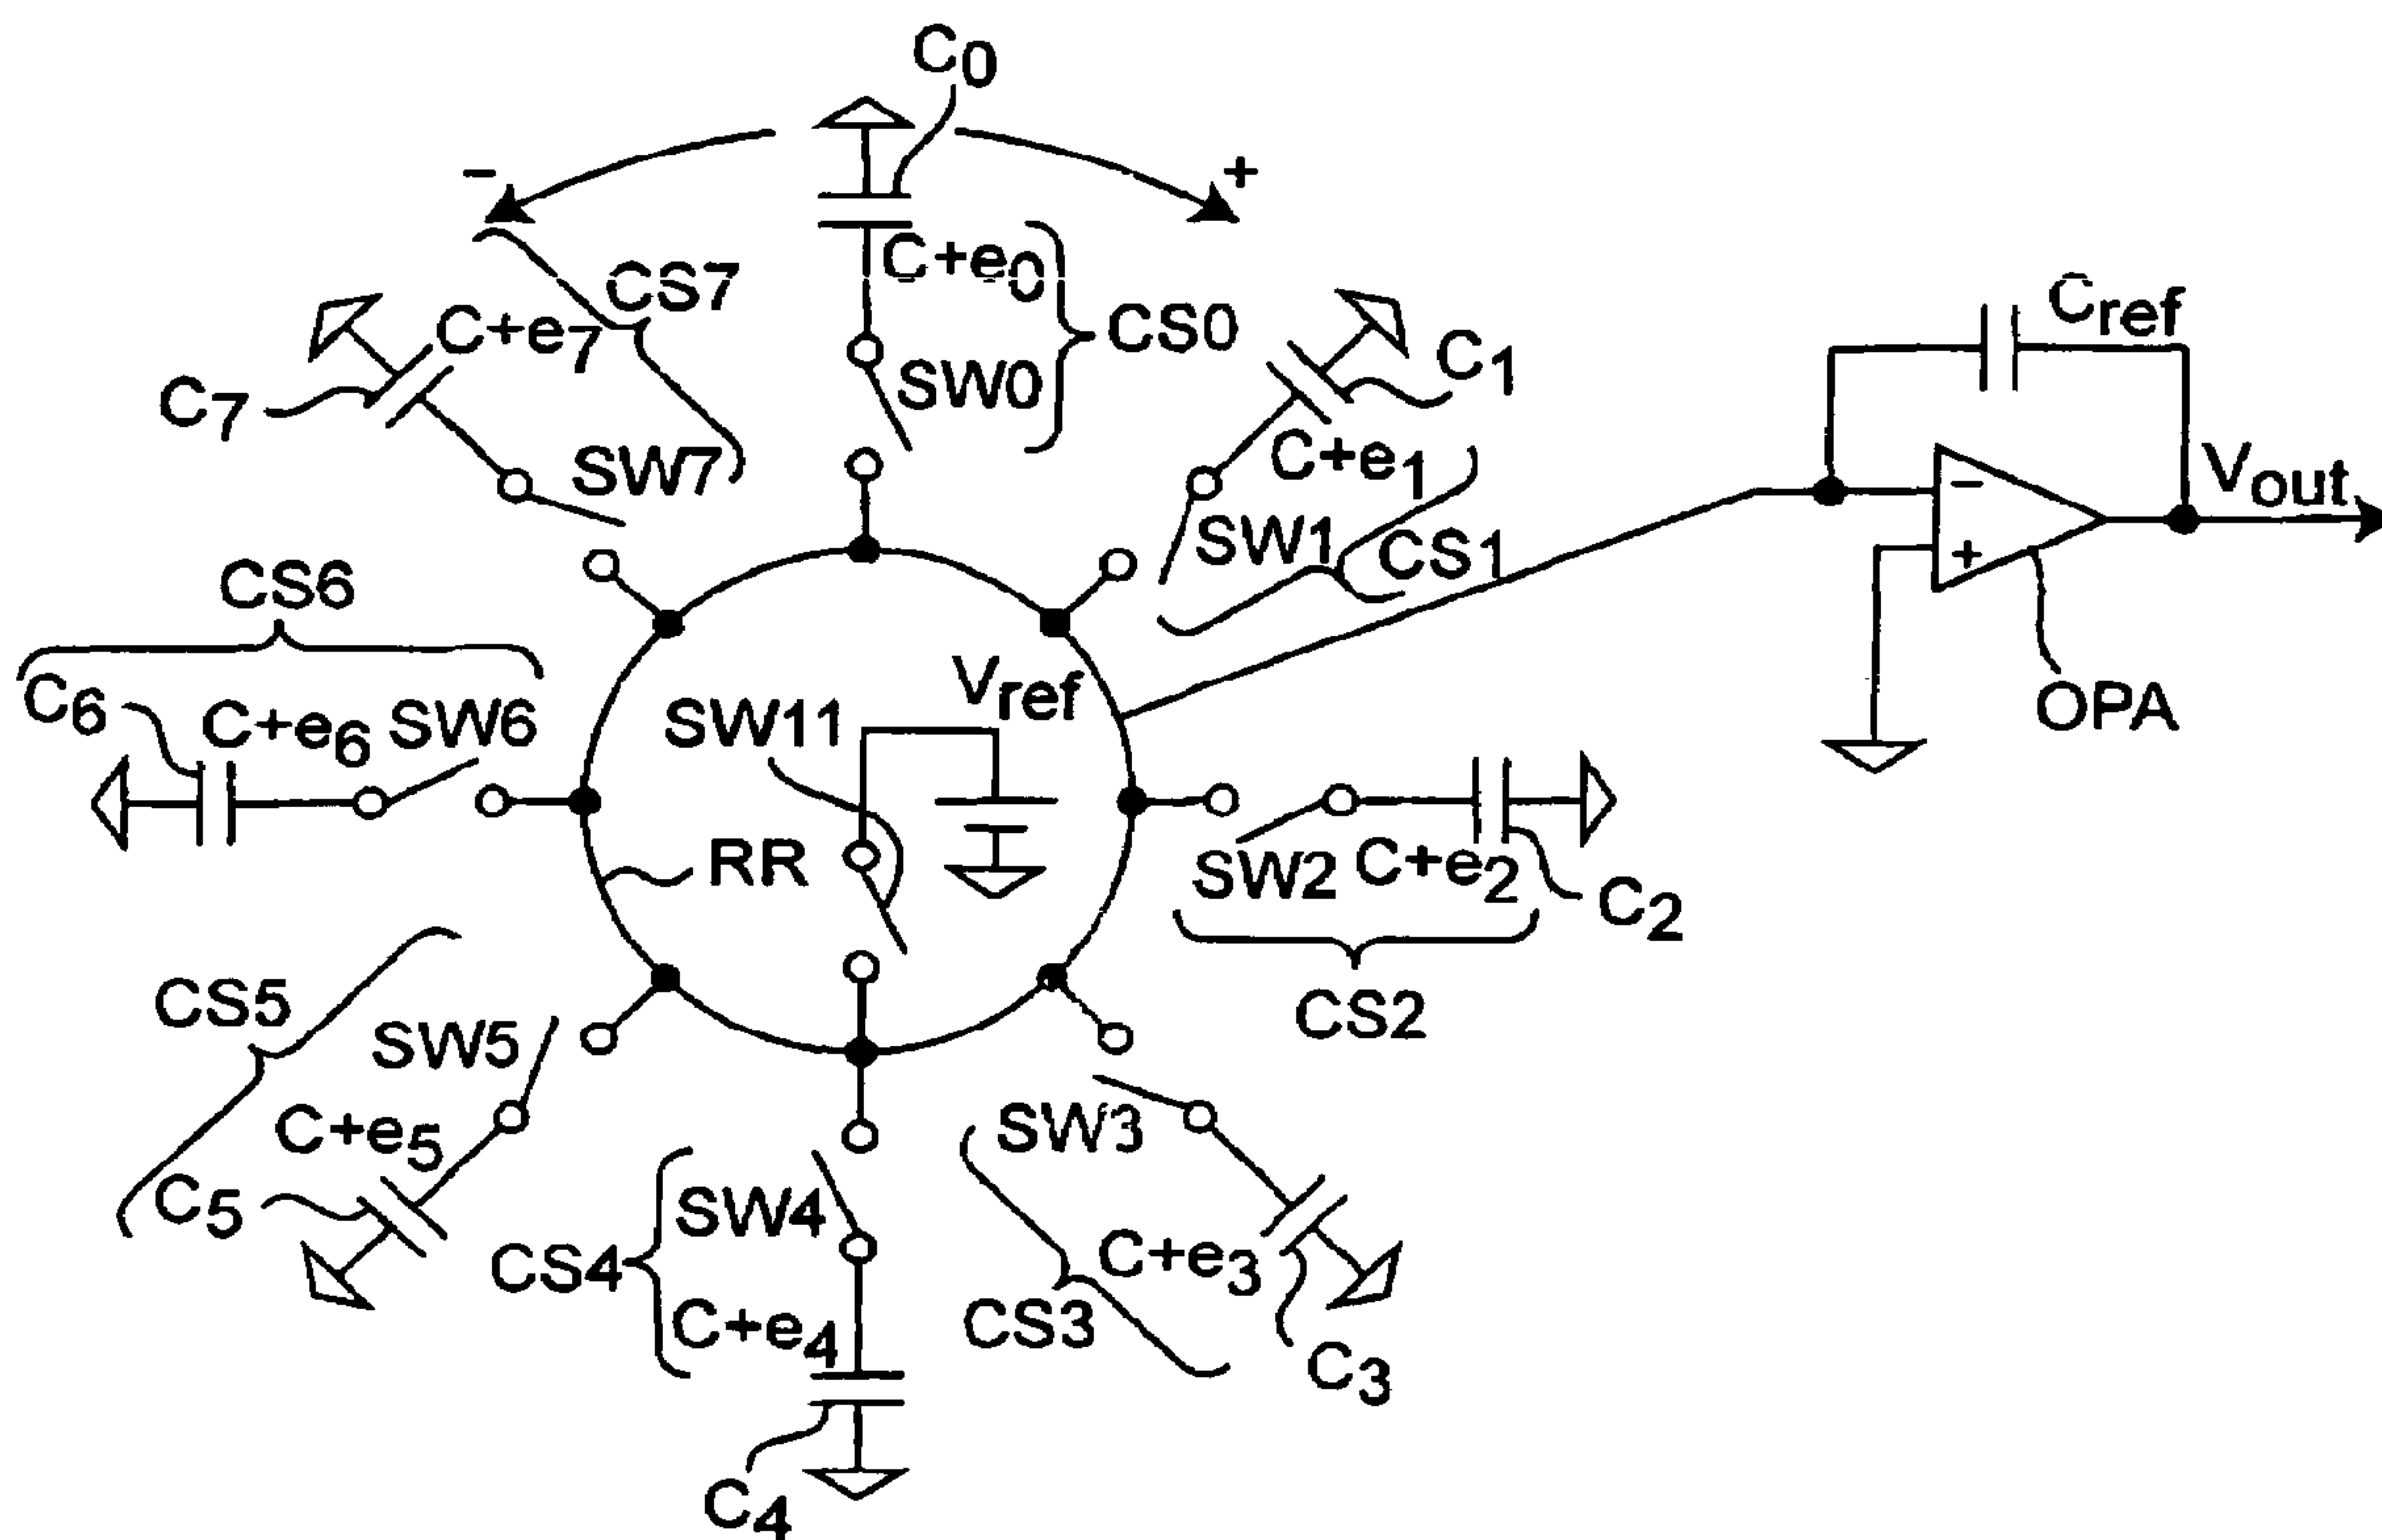 C0
- +
C+e0
CS7
CS0
C+e7
C7
SW0
C1
Cref
C+e1
SW7
SW1
CS1
Vout
- +
CS6
C6
C+e6 SW6
SW11
Vref
OPA
RR
SW2 C+e2
C2
CS2
CS5
SW5
C+e5
C5
SW3
SW4
CS4
C+e4
C+e3
CS3
C3
C4